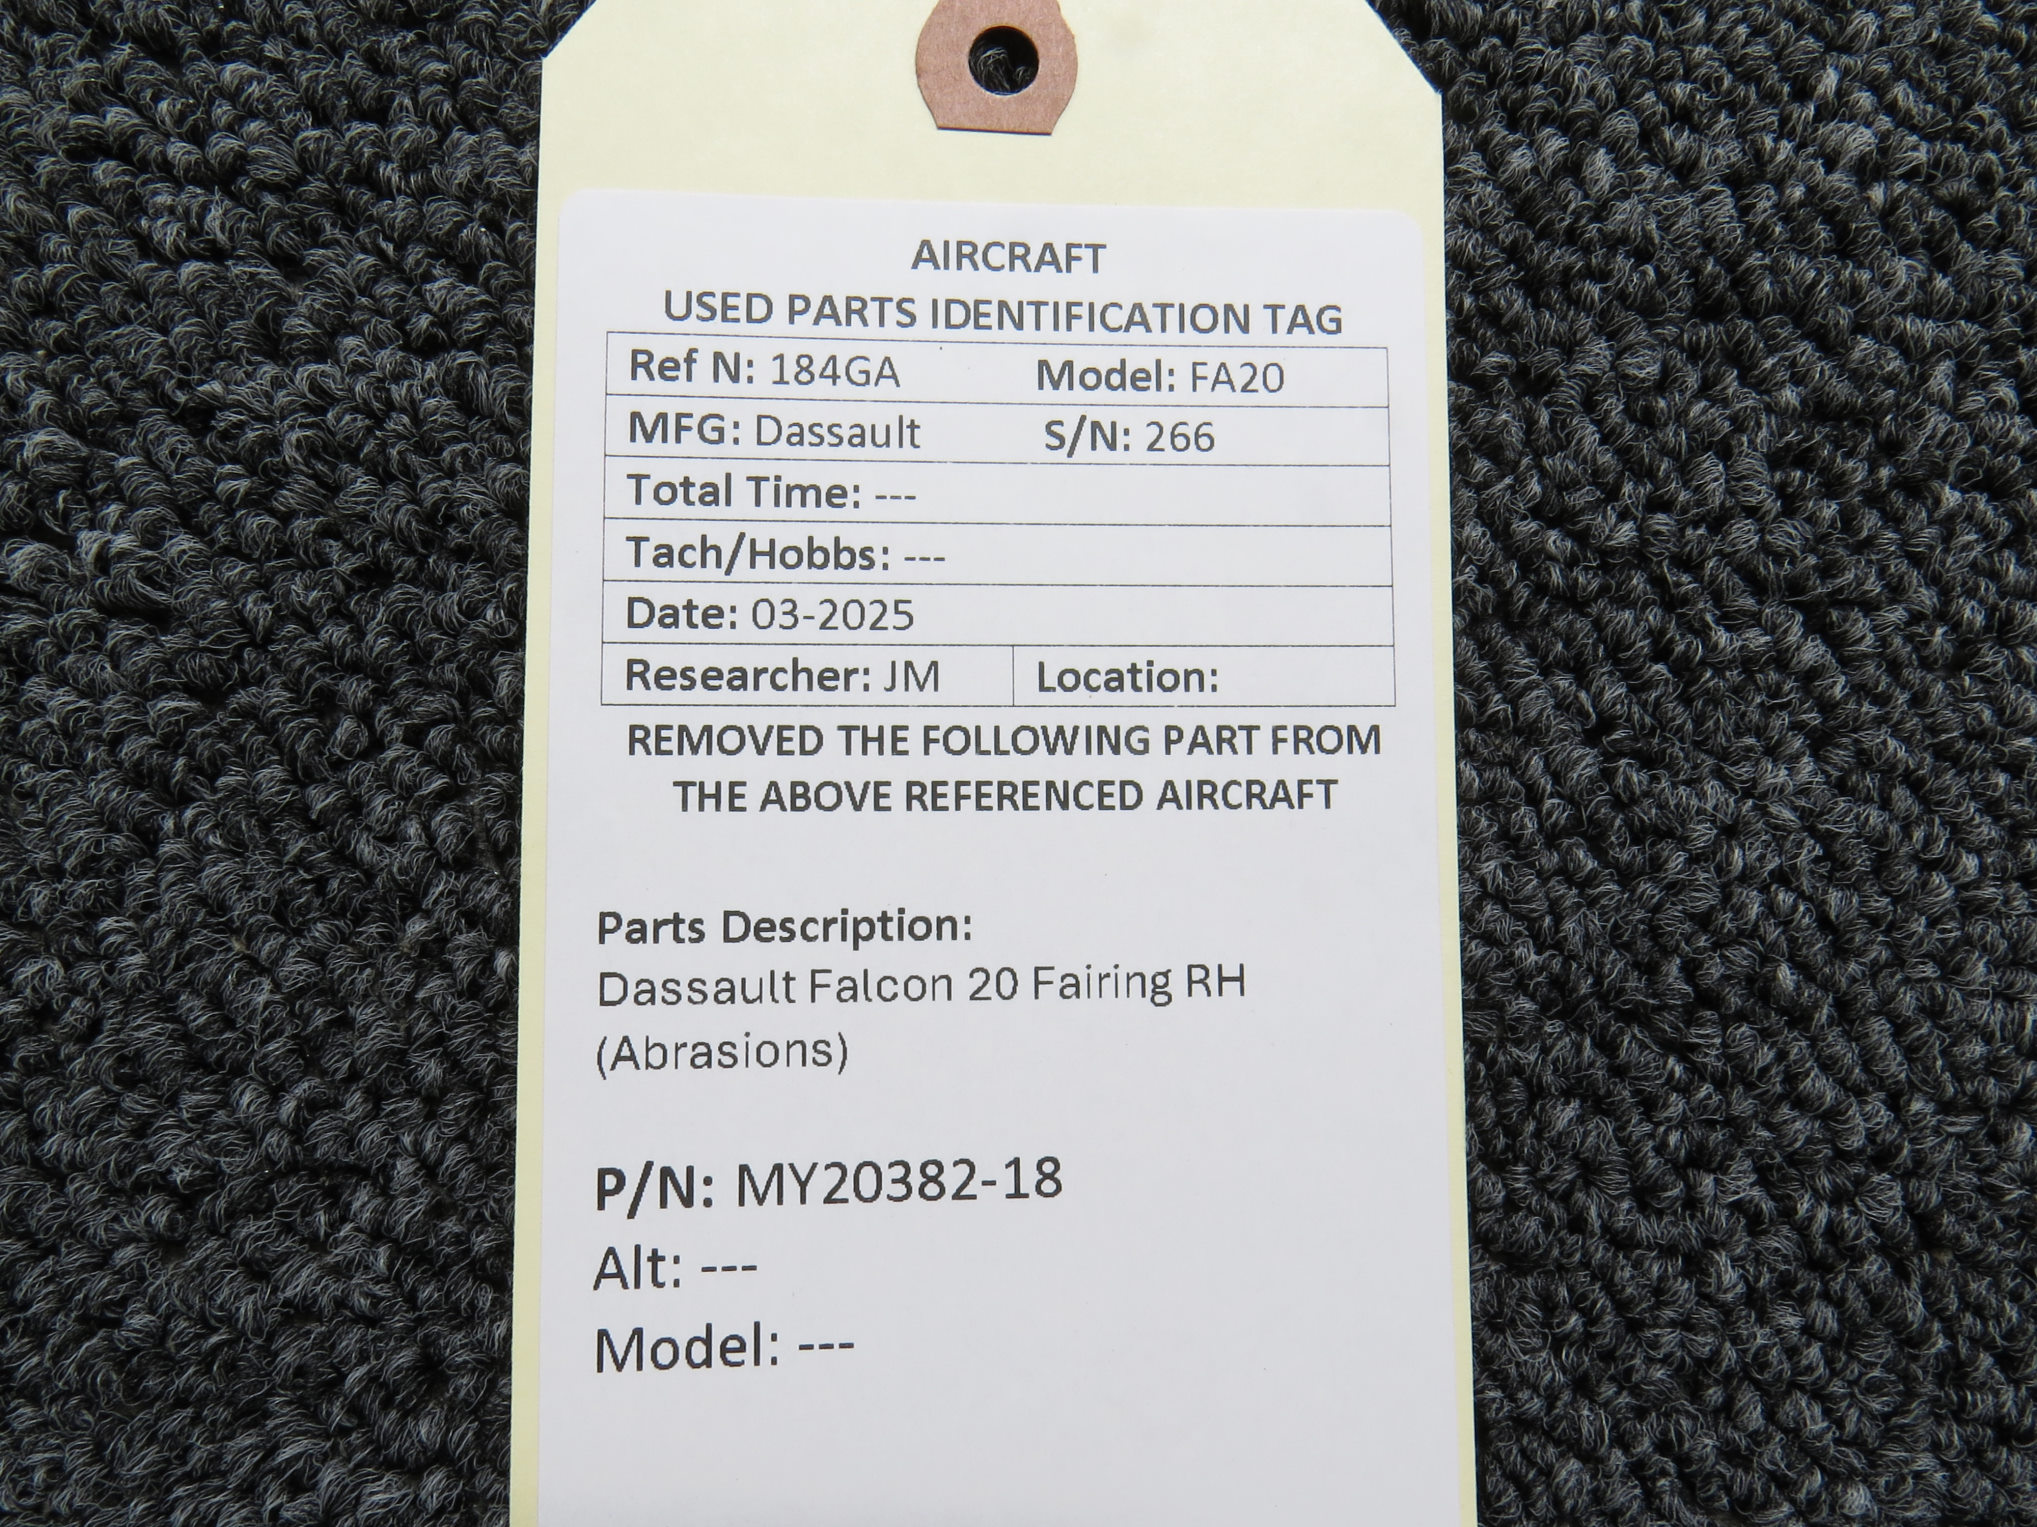 AIRCRAFT
USED PARTS IDENTIFICATION TAG
Ref N: 184GA Model: FA20
MFG: Dassault S/N: 266
Total Time: ---
Tach/Hobbs: ---
Date: 03-2025
Researcher: JM Location:
REMOVED THE FOLLOWING PART FROM
THE ABOVE REFERENCED AIRCRAFT
Parts Description:
Dassault Falcon 20 Fairing RH
(Abrasions)
P/N: MY20382-18
Alt: ---
Model: ---